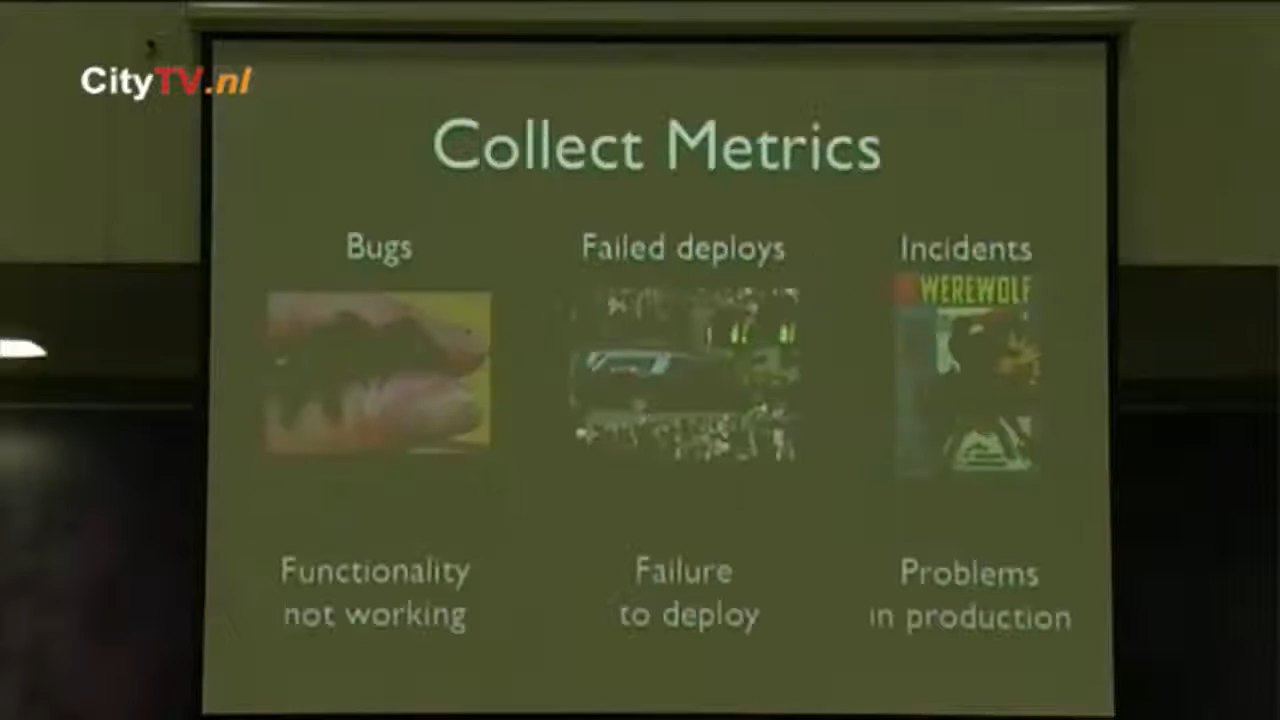 CityTV.nl
Collect Metrics
Bugs
Failed deploys
Incidents
WEREWOLF
Functionality
not working
Failure
to deploy
Problems
in production